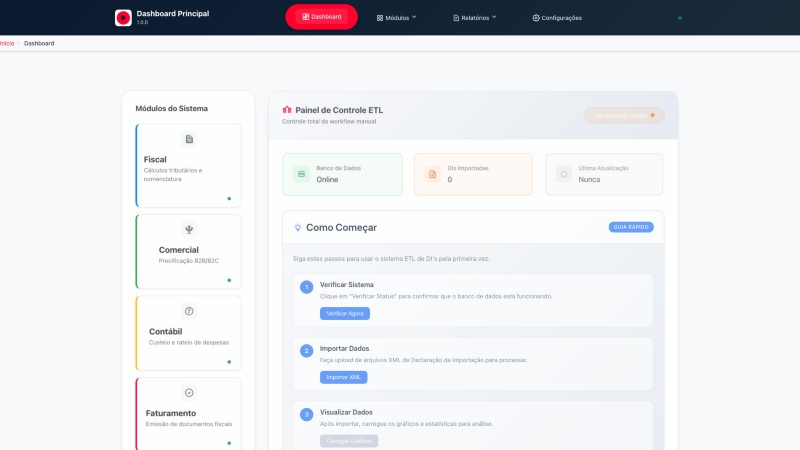 Dashboard Principal
1.0.0
Dashboard
Módulos
Relatórios
Configurações
Início
Dashboard
Módulos do Sistema
Fiscal
Cálculos tributários e
nomenclatura
Comercial
Precificação B2B/B2C
Contábil
Custeio e rateio de despesas
Faturamento
Emissão de documentos fiscais
Painel de Controle ETL
Controle total do workflow manual
Banco de Dados
Online
DIs Importadas
0
Última Atualização
Nunca
Como Começar
GUIA RÁPIDO
Siga estes passos para usar o sistema ETL de DI's pela primeira vez:
1
Verificar Sistema
Clique em "Verificar Status" para confirmar que o banco de dados está funcionando.
Verificar Agora
2
Importar Dados
Faça upload de arquivos XML de Declaração de importação para processar.
Importar XML
3
Visualizar Dados
Após importar, carregue os gráficos e estatísticas para análise.
Carregar Gráficos